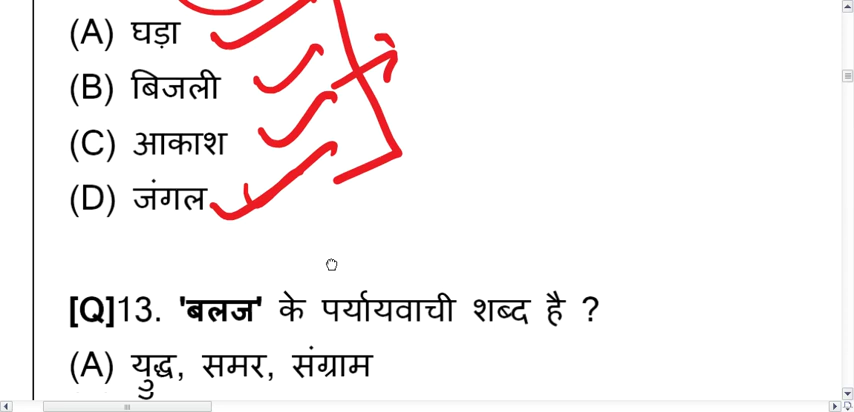 (A) घड़ा
(B) बिजली
(C) आकाश
(D) जंगल
[Q]13. 'बलज' के पर्यायवाची शब्द है ?
(A) युद्ध, समर, संग्राम